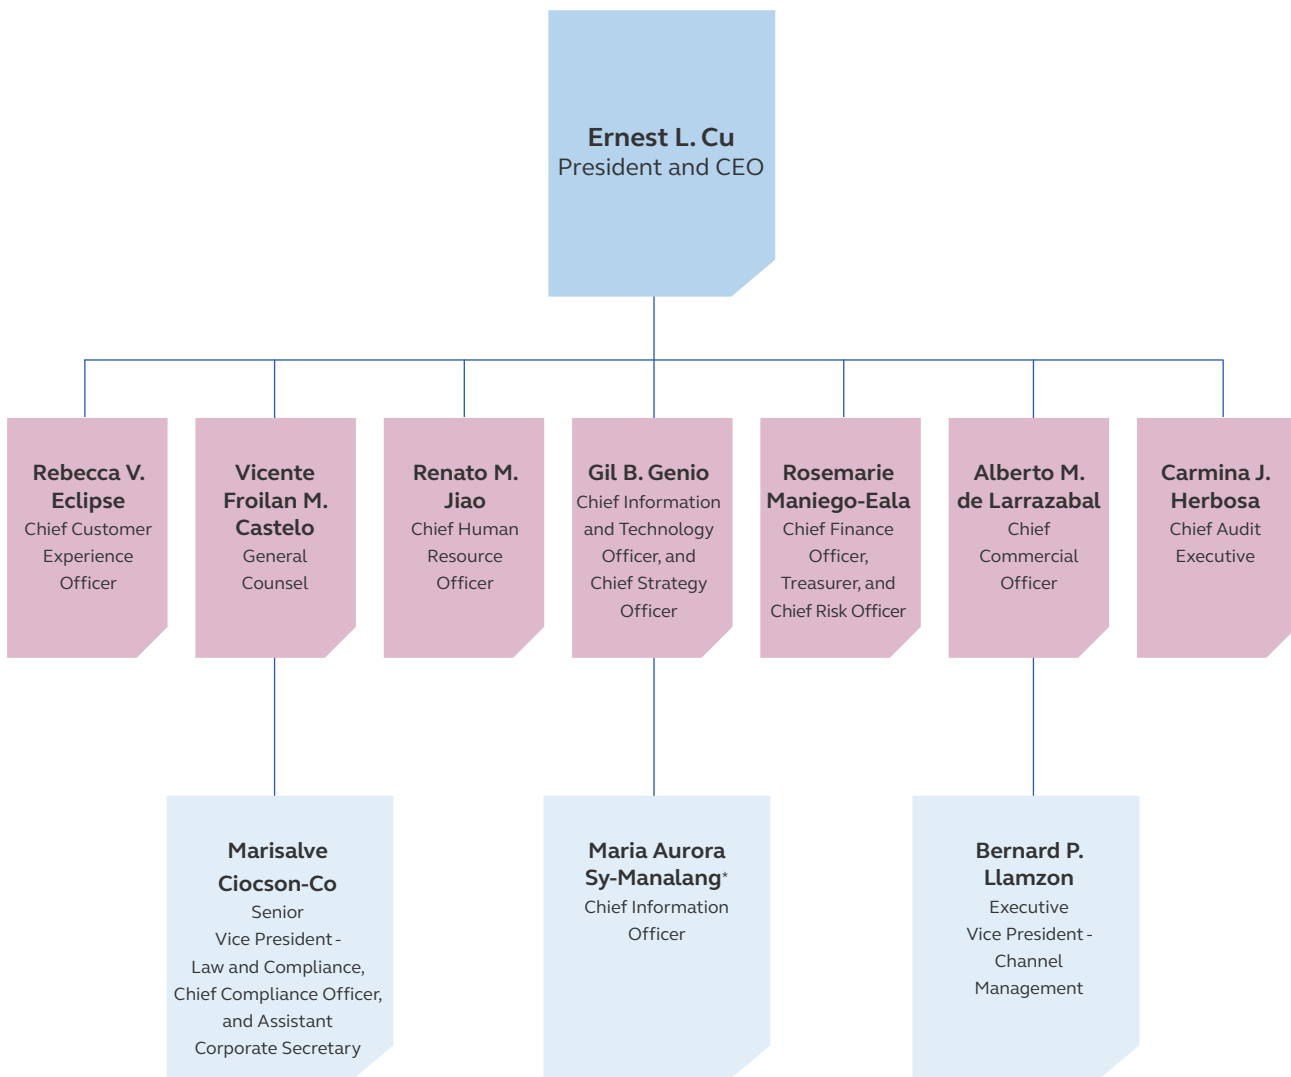 Ernest L. Cu
President and CEO
Rebecca V.
Eclipse
Chief Customer
Experience
Officer
Vicente
Froilan M.
Castelo
General
Counsel
Renato M.
Jiao
Chief Human
Resource
Officer
Gil B. Genio
Chief Information
and Technology
Officer, and
Chief Strategy
Officer
Rosemarie
Maniego-Eala
Chief Finance
Officer,
Treasurer, and
Chief Risk Officer
Alberto M.
de Larrazabal
Chief
Commercial
Officer
Carmina J.
Herbosa
Chief Audit
Executive
Marisalve
Ciocson-Co
Senior
Vice President -
Law and Compliance,
Chief Compliance Officer,
and Assistant
Corporate Secretary
Maria Aurora
Sy-Manalang*
Chief Information
Officer
Bernard P.
Llamzon
Executive
Vice President -
Channel
Management